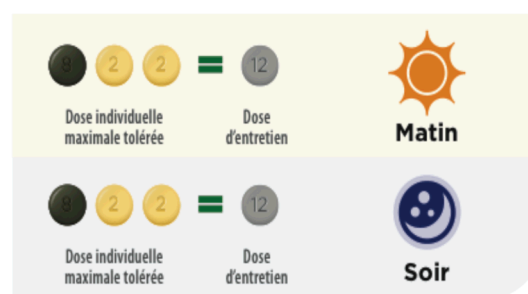 8 2 2 = 12
Dose individuelle
maximale tolérée
Dose
d'entretien
Matin
8 2 2 = 12
Dose individuelle
maximale tolérée
Dose
d'entretien
Soir